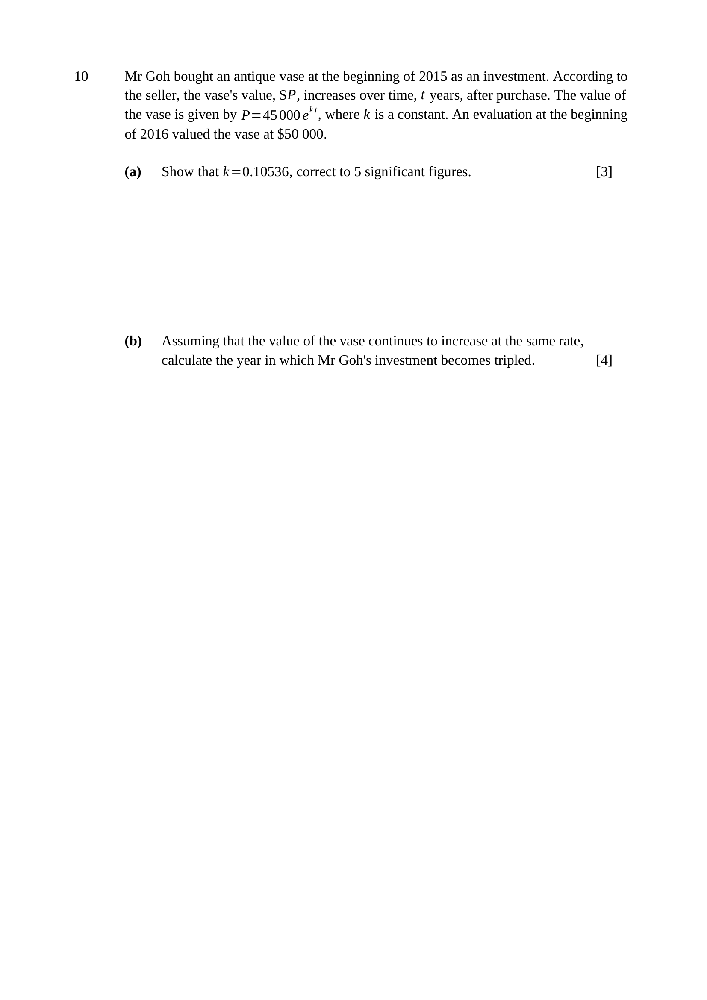 10 Mr Goh bought an antique vase at the beginning of 2015 as an investment. According to
the seller, the vase's value, $P, increases over time, t years, after purchase. The value of
the vase is given by P=45 000 e^{k t}, where k is a constant. An evaluation at the beginning
of 2016 valued the vase at $50 000.
(a) Show that k=0.10536, correct to 5 significant figures. [3]
(b) Assuming that the value of the vase continues to increase at the same rate,
calculate the year in which Mr Goh's investment becomes tripled. [4]